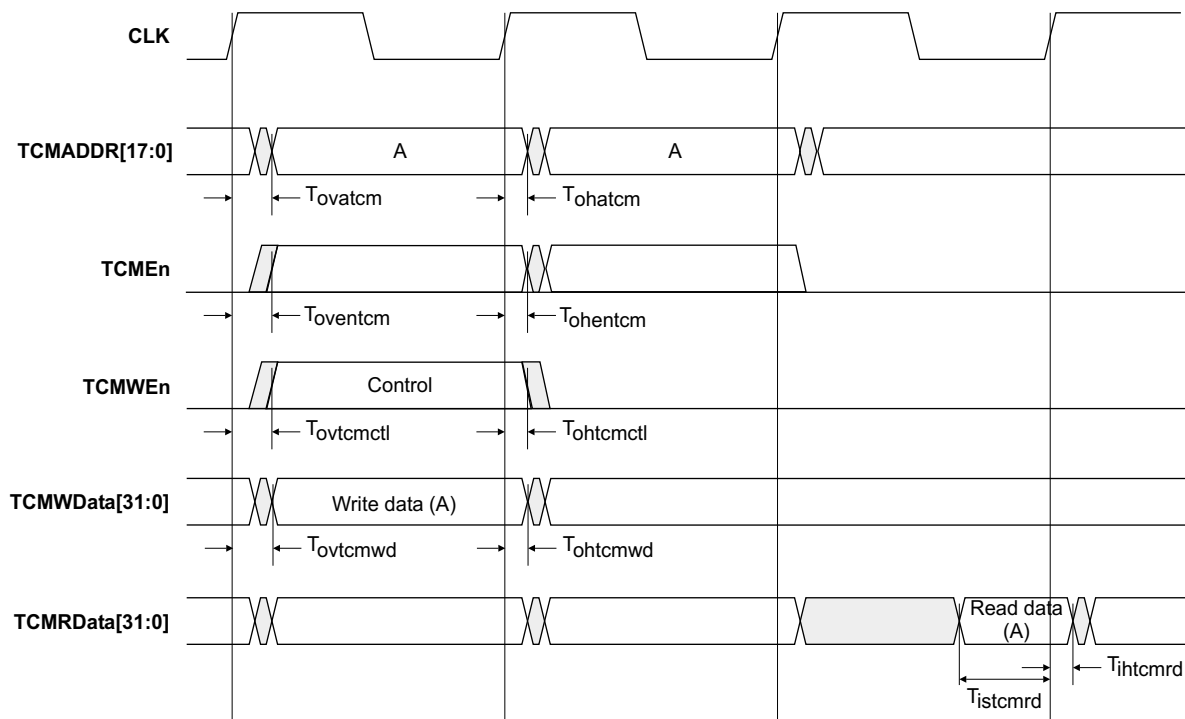 CLK
TCMADDR[17:0]
A
A
Tovatcm
Tohatcm
TCMEn
Toventcm
Tohentcm
TCMWEn
Control
Tovtcmctl
Tohtcmctl
TCMWData[31:0]
Write data (A)
Tovtcmwd
Tohtcmwd
TCMRData[31:0]
Read data
(A)
Tihtcmrd
Tistcmrd